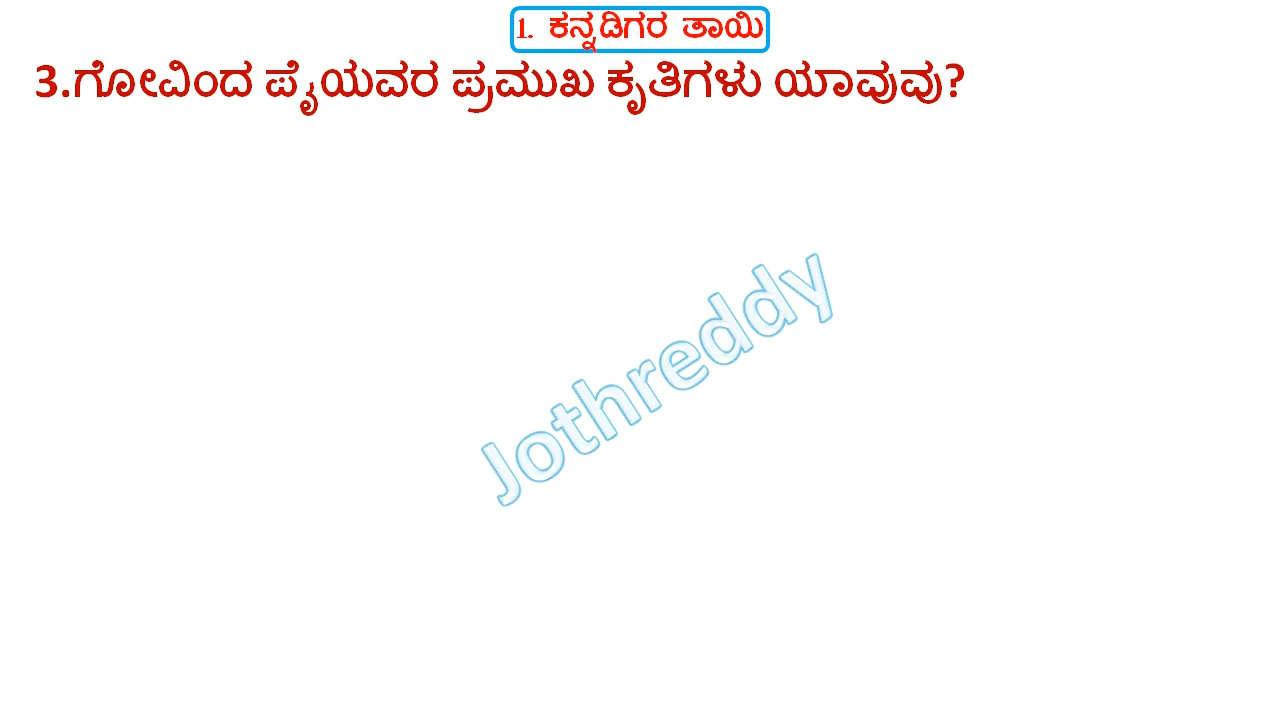 1. ಕನ್ನಡಿಗರ ತಾಯಿ
3.ಗೋವಿಂದ ಪೈಯವರ ಪ್ರಮುಖ ಕೃತಿಗಳು ಯಾವುವು?
Jothreddy